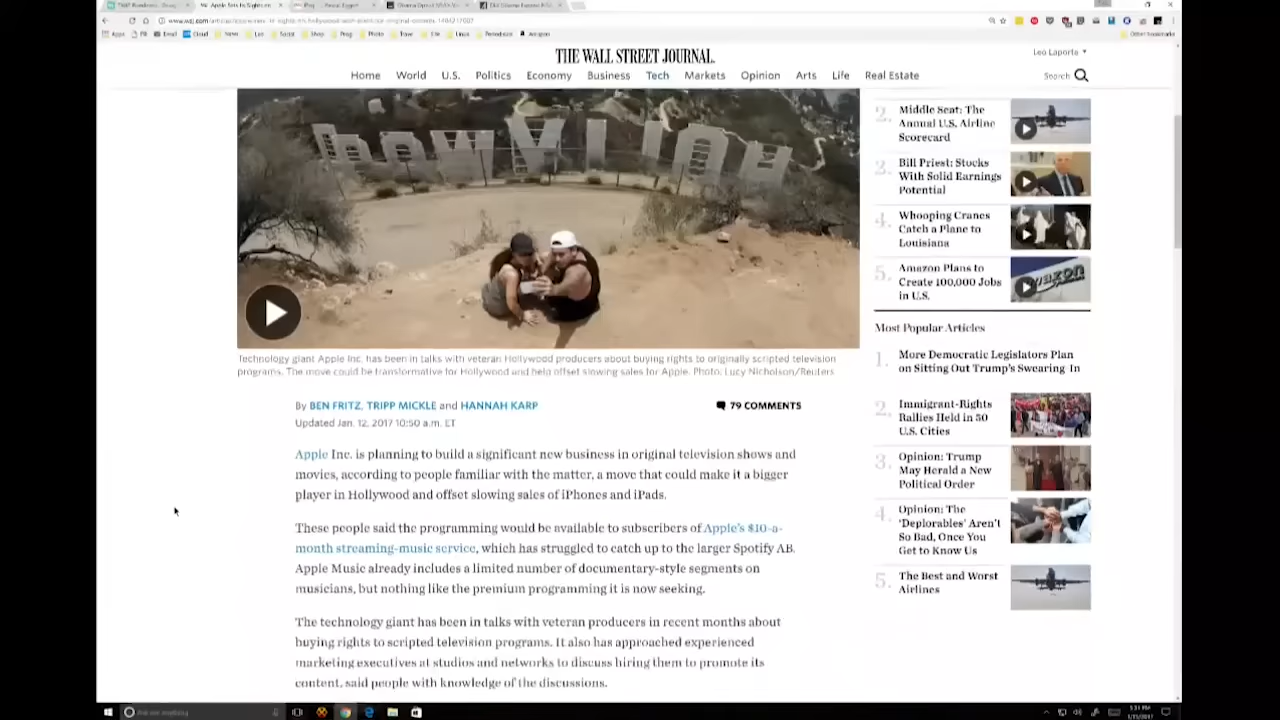 THE WALL STREET JOURNAL.
Leo Laporte
Home World U.S. Politics Economy Business Tech Markets Opinion Arts Life Real Estate
Search
Technology giant Apple Inc. has been in talks with veteran Hollywood producers about buying rights to originally scripted television
programs. The move could be transformative for Hollywood and help offset slowing sales for Apple. Photo: Lucy Nicholson/Reuters
By BEN FRITZ, TRIPP MICKLE and HANNAH KARP
79 COMMENTS
Updated Jan. 12, 2017 10:50 a.m. ET
Apple Inc. is planning to build a significant new business in original television shows and
movies, according to people familiar with the matter, a move that could make it a bigger
player in Hollywood and offset slowing sales of iPhones and iPads.
These people said the programming would be available to subscribers of Apple's $10-a-
month streaming-music service, which has struggled to catch up to the larger Spotify AB.
Apple Music already includes a limited number of documentary-style segments on
musicians, but nothing like the premium programming it is now seeking.
The technology giant has been in talks with veteran producers in recent months about
buying rights to scripted television programs. It also has approached experienced
marketing executives at studios and networks to discuss hiring them to promote its
content, said people with knowledge of the discussions.
2. Middle Seat: The
Annual U.S. Airline
Scorecard
3. Bill Priest: Stocks
With Solid Earnings
Potential
4. Whooping Cranes
Catch a Plane to
Louisiana
5. Amazon Plans to
Create 100,000 Jobs
in U.S.
amazon
Most Popular Articles
1. More Democratic Legislators Plan
on Sitting Out Trump's Swearing In
2. Immigrant-Rights
Rallies Held in 50
U.S. Cities
3. Opinion: Trump
May Herald a New
Political Order
4. Opinion: The
'Deplorables' Aren't
So Bad, Once You
Get to Know Us
5. The Best and Worst
Airlines